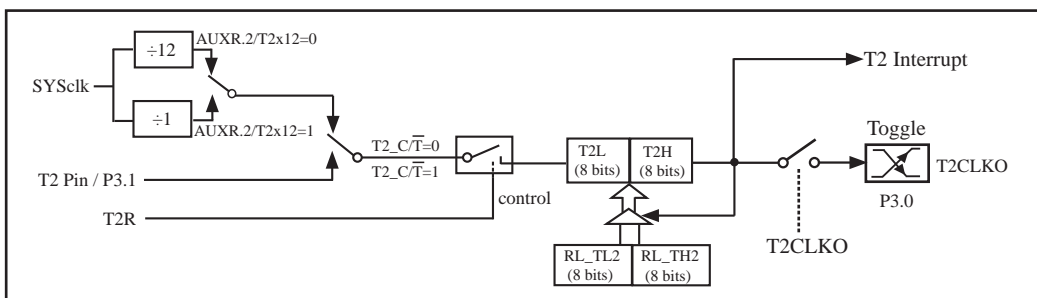 ÷12
AUXR.2/T2x12=0
SYSclk
÷1
AUXR.2/T2x12=1
T2_C/T̅=0
T2_C/T̅=1
T2 Pin / P3.1
T2R
control
T2L
(8 bits)
T2H
(8 bits)
RL_TL2
(8 bits)
RL_TH2
(8 bits)
T2 Interrupt
Toggle
T2CLKO
P3.0
T2CLKO